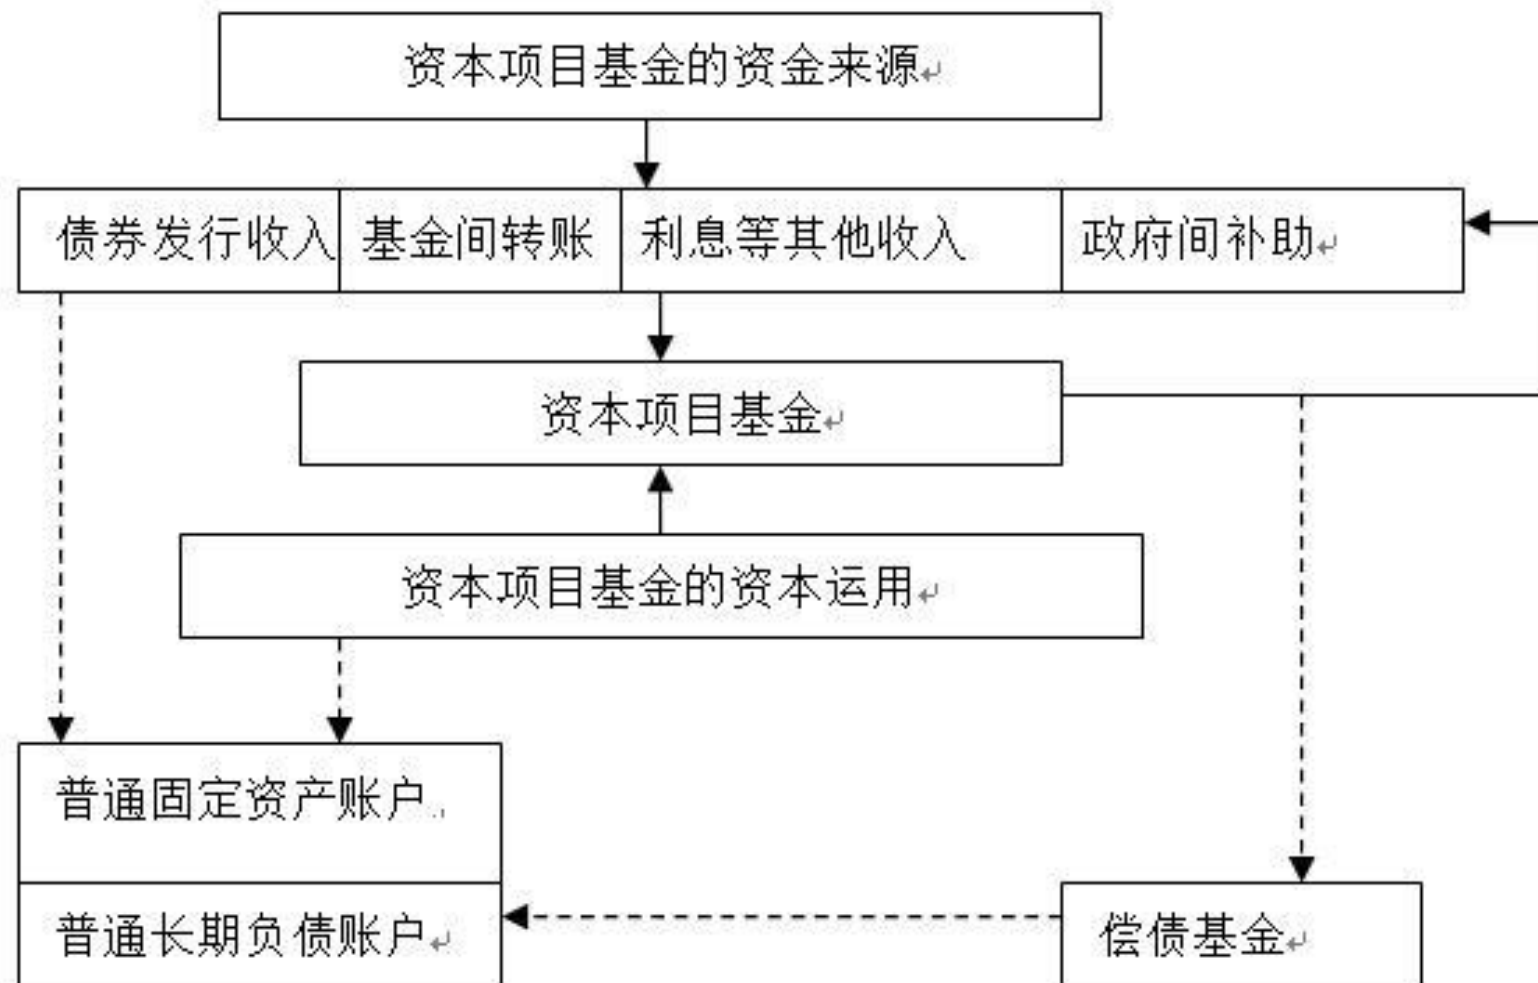 资本项目基金的资金来源
债券发行收入 基金间转账 利息等其他收入 政府间补助
资本项目基金
资本项目基金的资本运用
普通固定资产账户
普通长期负债账户 偿债基金